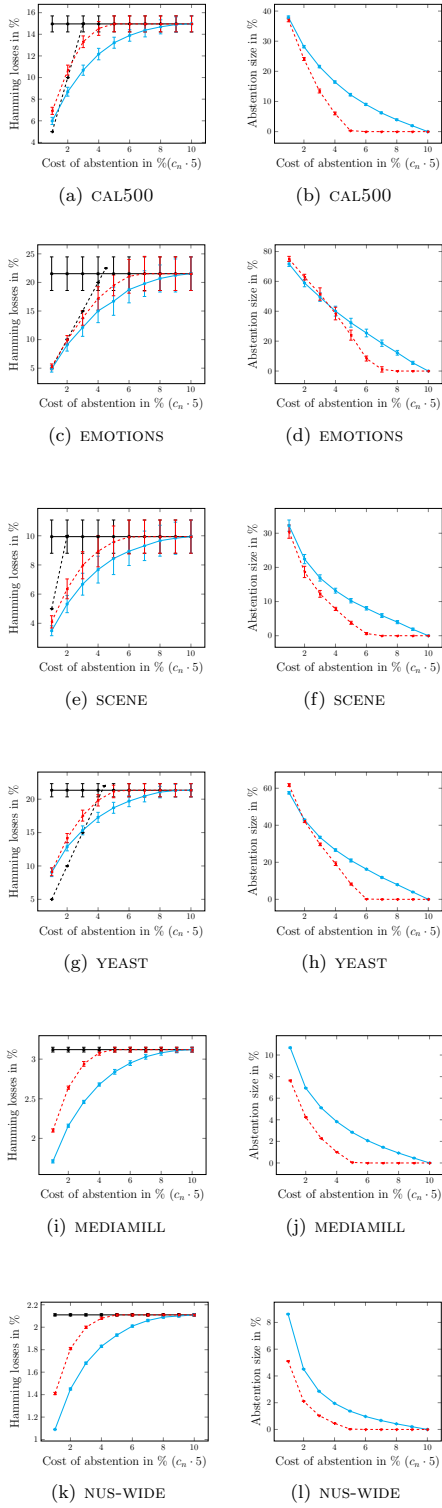 16
14
12
10
8
6
4
2 4 6 8 10
Hamming losses in %
Cost of abstention in %(cn · 5)
(a) CAL500
40
20
0
2 4 6 8 10
Abstention size in %
Cost of abstention in % (cn · 5)
(b) CAL500
25
20
15
10
5
2 4 6 8 10
Hamming losses in %
Cost of abstention in % (cn · 5)
(c) EMOTIONS
80
60
40
20
0
2 4 6 8 10
Abstention size in %
Cost of abstention in % (cn · 5)
(d) EMOTIONS
10
8
6
4
2 4 6 8 10
Hamming losses in %
Cost of abstention in % (cn · 5)
(e) SCENE
30
20
10
0
2 4 6 8 10
Abstention size in %
Cost of abstention in % (cn · 5)
(f) SCENE
20
15
10
5
2 4 6 8 10
Hamming losses in %
Cost of abstention in % (cn · 5)
(g) YEAST
60
40
20
0
2 4 6 8 10
Abstention size in %
Cost of abstention in % (cn · 5)
(h) YEAST
3
2
2 4 6 8 10
Hamming losses in %
Cost of abstention in % (cn · 5)
(i) MEDIAMILL
10
8
6
4
2
0
2 4 6 8 10
Abstention size in %
Cost of abstention in % (cn · 5)
(j) MEDIAMILL
2.2
2
1.8
1.6
1.4
1.2
1
2 4 6 8 10
Hamming losses in %
Cost of abstention in % (cn · 5)
(k) NUS-WIDE
8
6
4
2
0
2 4 6 8 10
Abstention size in %
Cost of abstention in % (cn · 5)
(l) NUS-WIDE